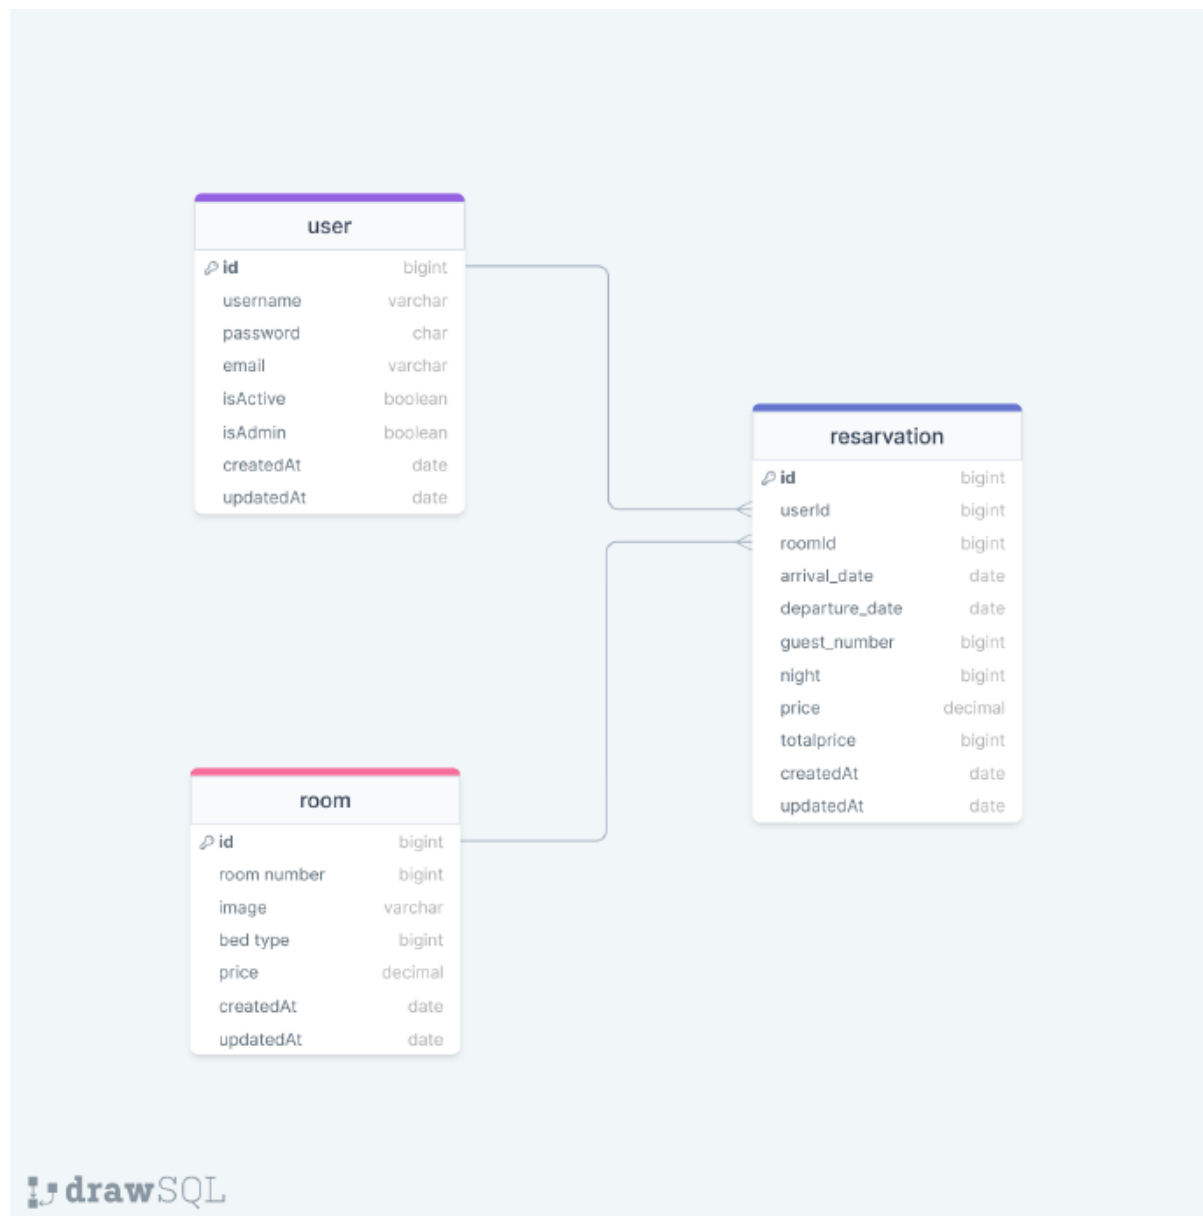 user
id bigint
username varchar
password char
email varchar
isActive boolean
isAdmin boolean
createdAt date
updatedAt date
resarvation
id bigint
userId bigint
roomId bigint
arrival_date date
departure_date date
guest_number bigint
night bigint
price decimal
totalprice bigint
createdAt date
updatedAt date
room
id bigint
room number bigint
image varchar
bed type bigint
price decimal
createdAt date
updatedAt date
drawSQL